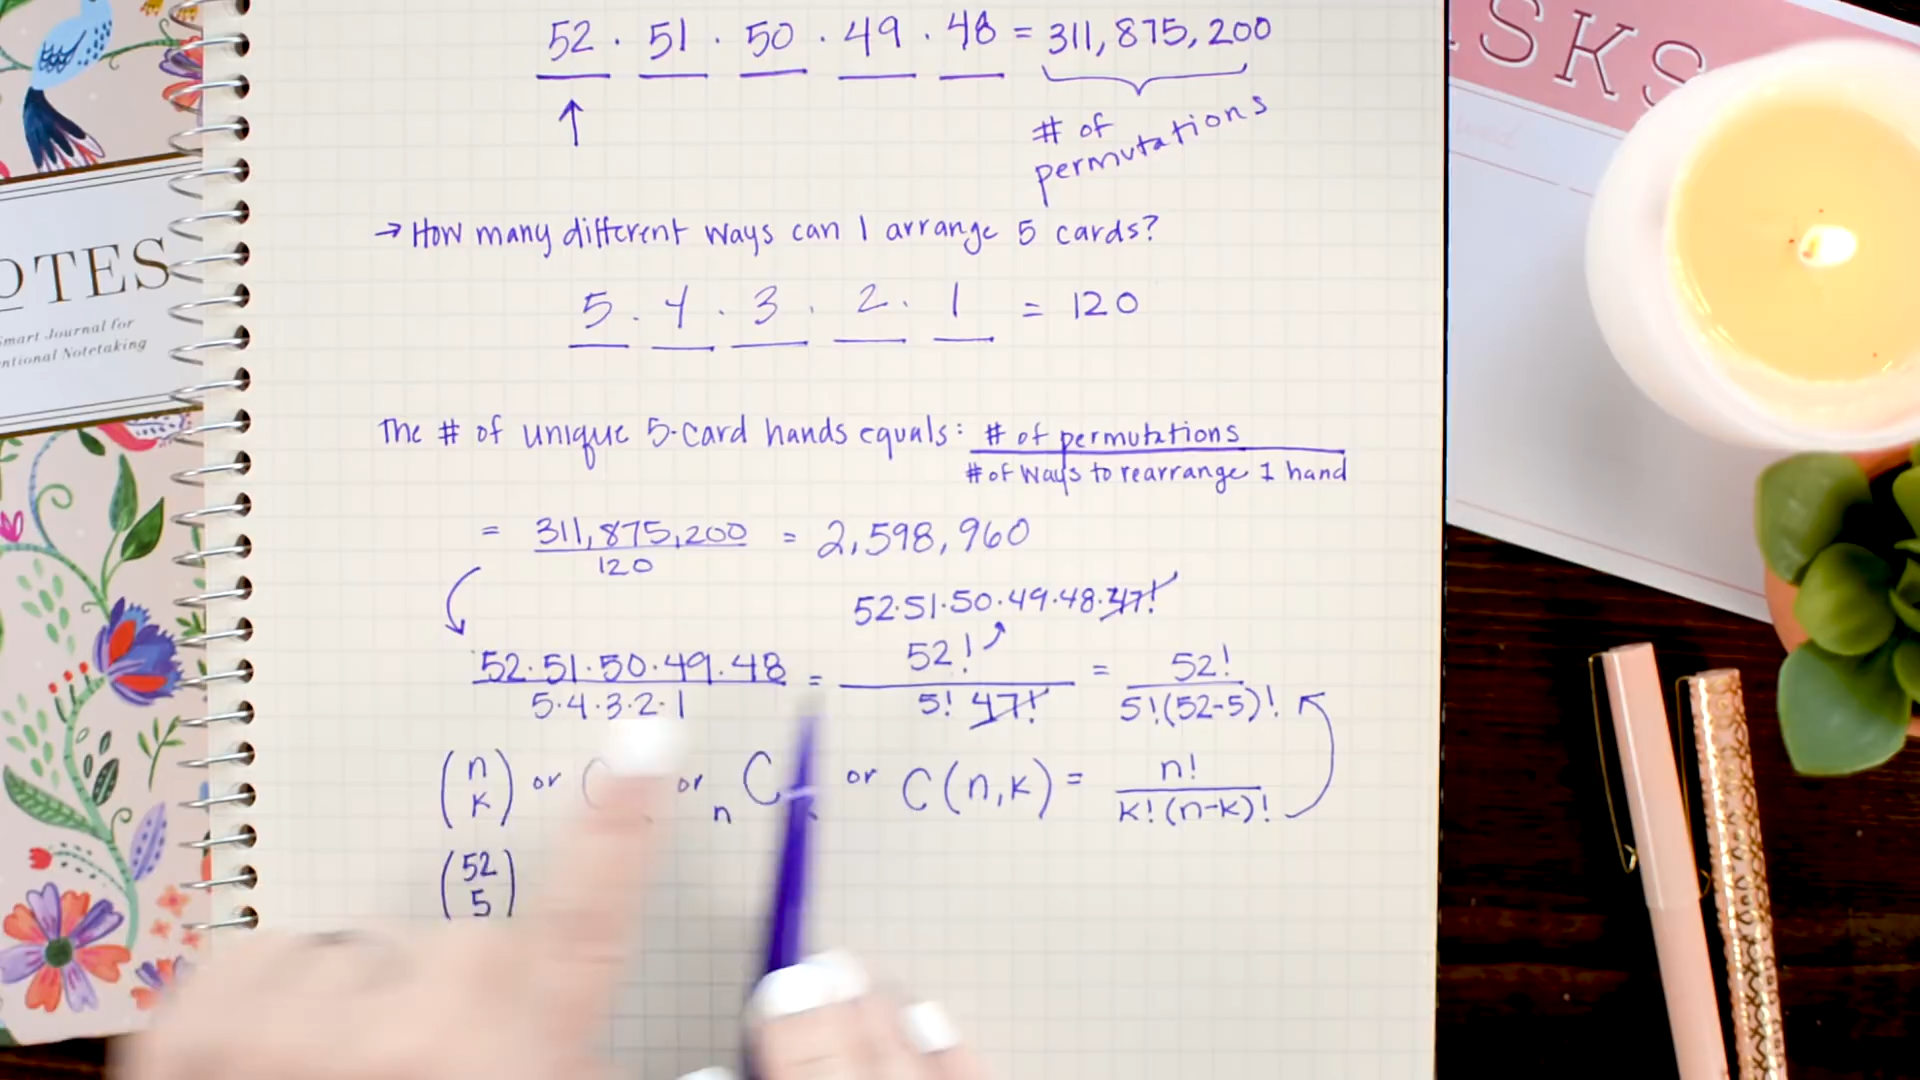 52 · 51 · 50 · 49 · 48 = 311,875,200
# of
permutations
→ How many different ways can I arrange 5 cards?
5 · 4 · 3 · 2 · 1 = 120
The # of unique 5-card hands equals: # of permutations
# of ways to rearrange 1 hand
= 311,875,200 = 2,598,960
120
52·51·50·49·48·47!
52·51·50·49·48 = 52! = 52!
5·4·3·2·1 5! 47! 5!(52-5)!
(n k) or C or n C or C(n,k) = n!
k!(n-k)!
(52 5)
OTES
Smart Journal for
entional Notetaking
SKS